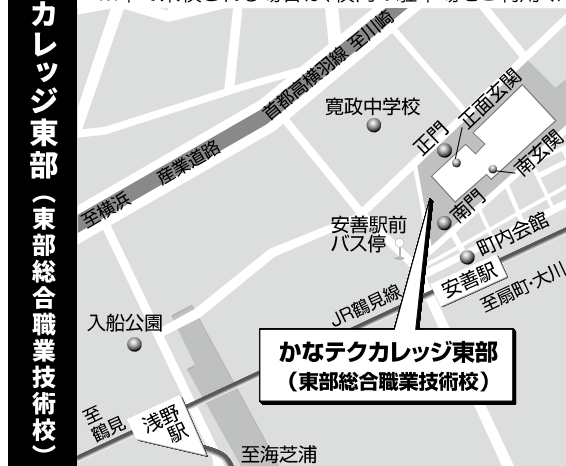 カレッジ東部（東部総合職業技術校）
首都高横羽線 至川崎
産業道路
至横浜
寛政中学校
正門
正面玄関
南玄関
南門
安善駅前
バス停
町内会館
安善駅
至扇町・大川
JR鶴見線
入船公園
かなテクカレッジ東部
（東部総合職業技術校）
至
鶴見
浅野
駅
至海芝浦